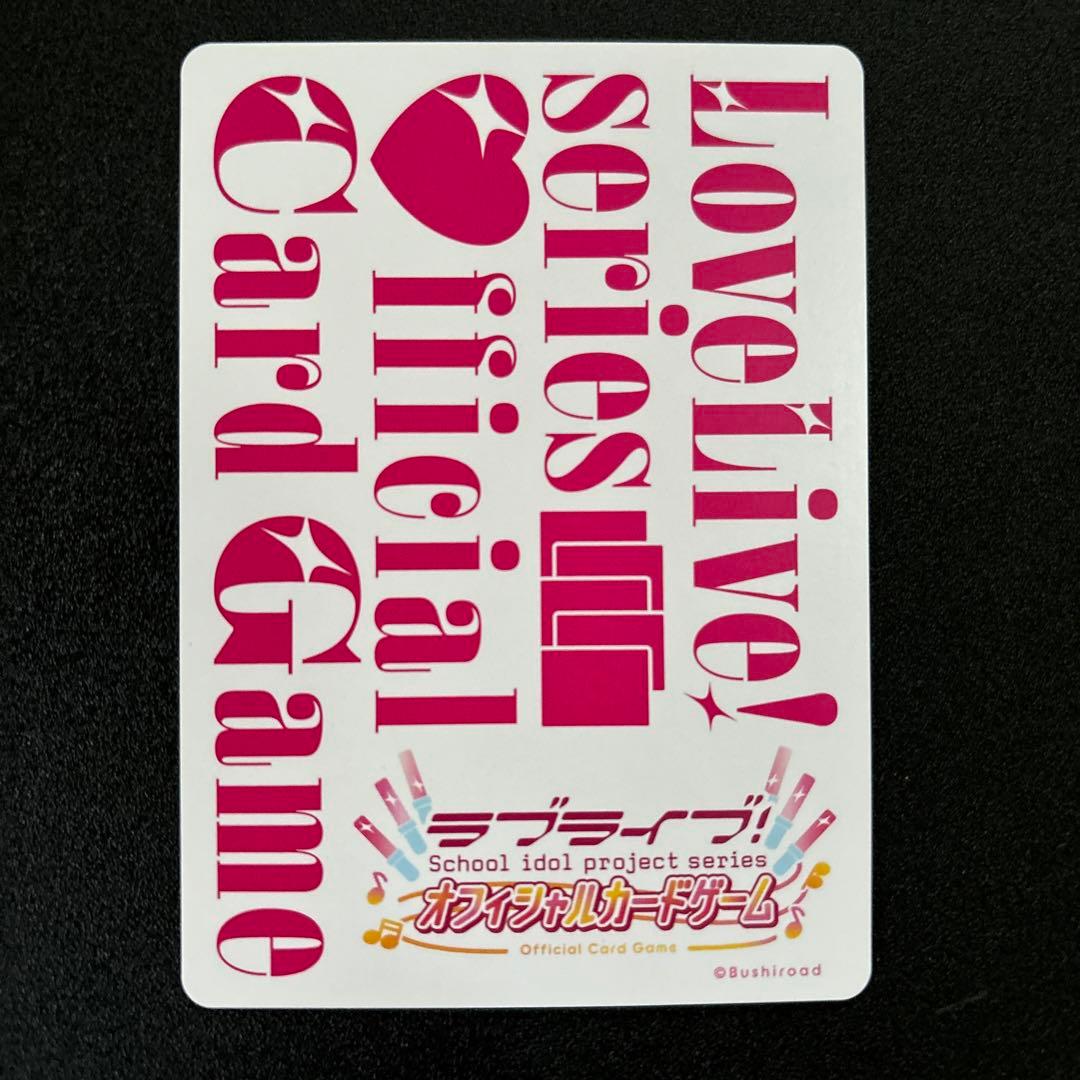 LoveLive!
series
♥fficial
Card Game
ラブライブ!
School idol project series
オフィシャルカードゲーム
Official Card Game
©Bushiroad